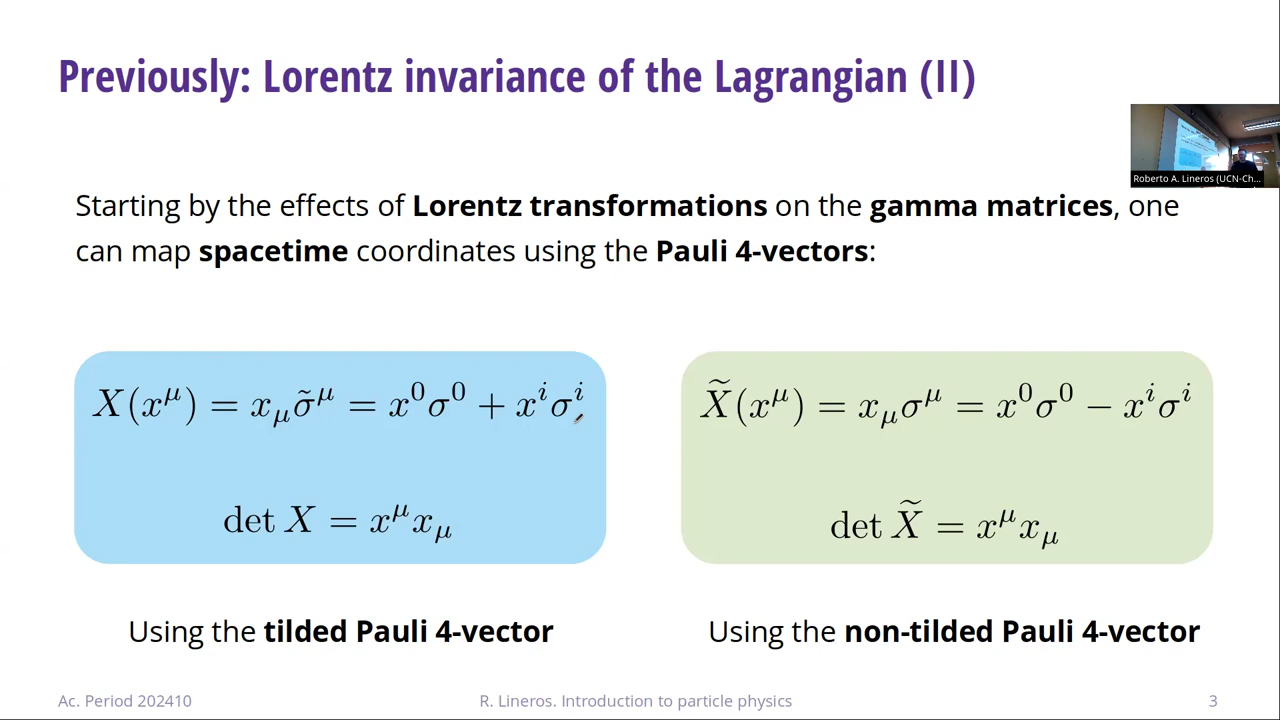 Previously: Lorentz invariance of the Lagrangian (II)
Roberto A. Lineros (UCN-Ch...
Starting by the effects of Lorentz transformations on the gamma matrices, one
can map spacetime coordinates using the Pauli 4-vectors:
X(x^μ) = x_μ σ̃^μ = x^0 σ^0 + x^i σ^i
det X = x^μ x_μ
Using the tilded Pauli 4-vector
X̃(x^μ) = x_μ σ^μ = x^0 σ^0 − x^i σ^i
det X̃ = x^μ x_μ
Using the non-tilded Pauli 4-vector
Ac. Period 202410
R. Lineros. Introduction to particle physics
3